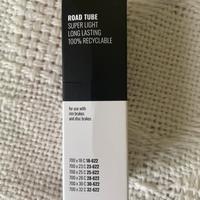 ROAD TUBE
SUPER LIGHT
LONG LASTING
100% RECYCLABLE
for use with
rim brakes
and disc brakes
700 x 18 C 18-622
700 x 23 C 23-622
700 x 25 C 25-622
700 x 28 C 28-622
700 x 30 C 30-622
700 x 32 C 32-622